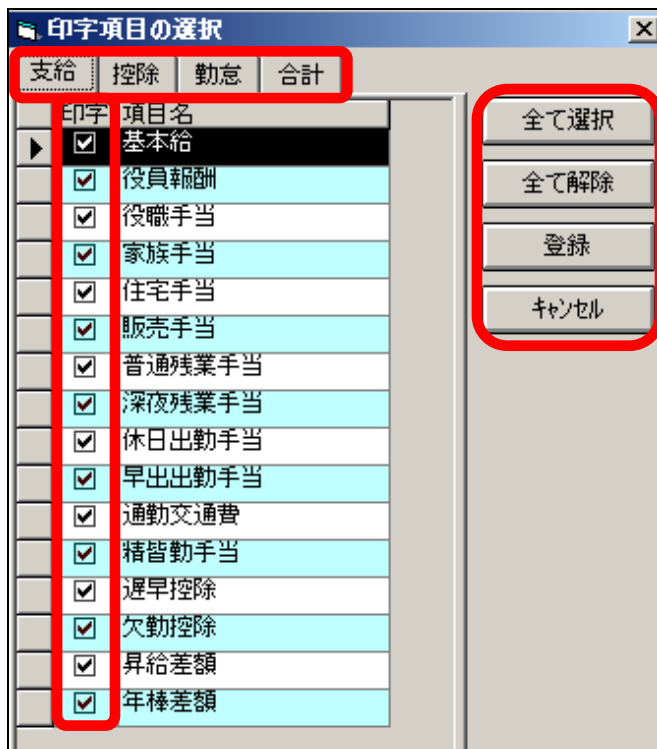 印字項目の選択
支給 控除 勤怠 合計
印字 項目名
基本給
役員報酬
役職手当
家族手当
住宅手当
販売手当
普通残業手当
深夜残業手当
休日出勤手当
早出出勤手当
通勤交通費
精皆勤手当
遅早控除
欠勤控除
昇給差額
年棒差額
全て選択
全て解除
登録
キャンセル